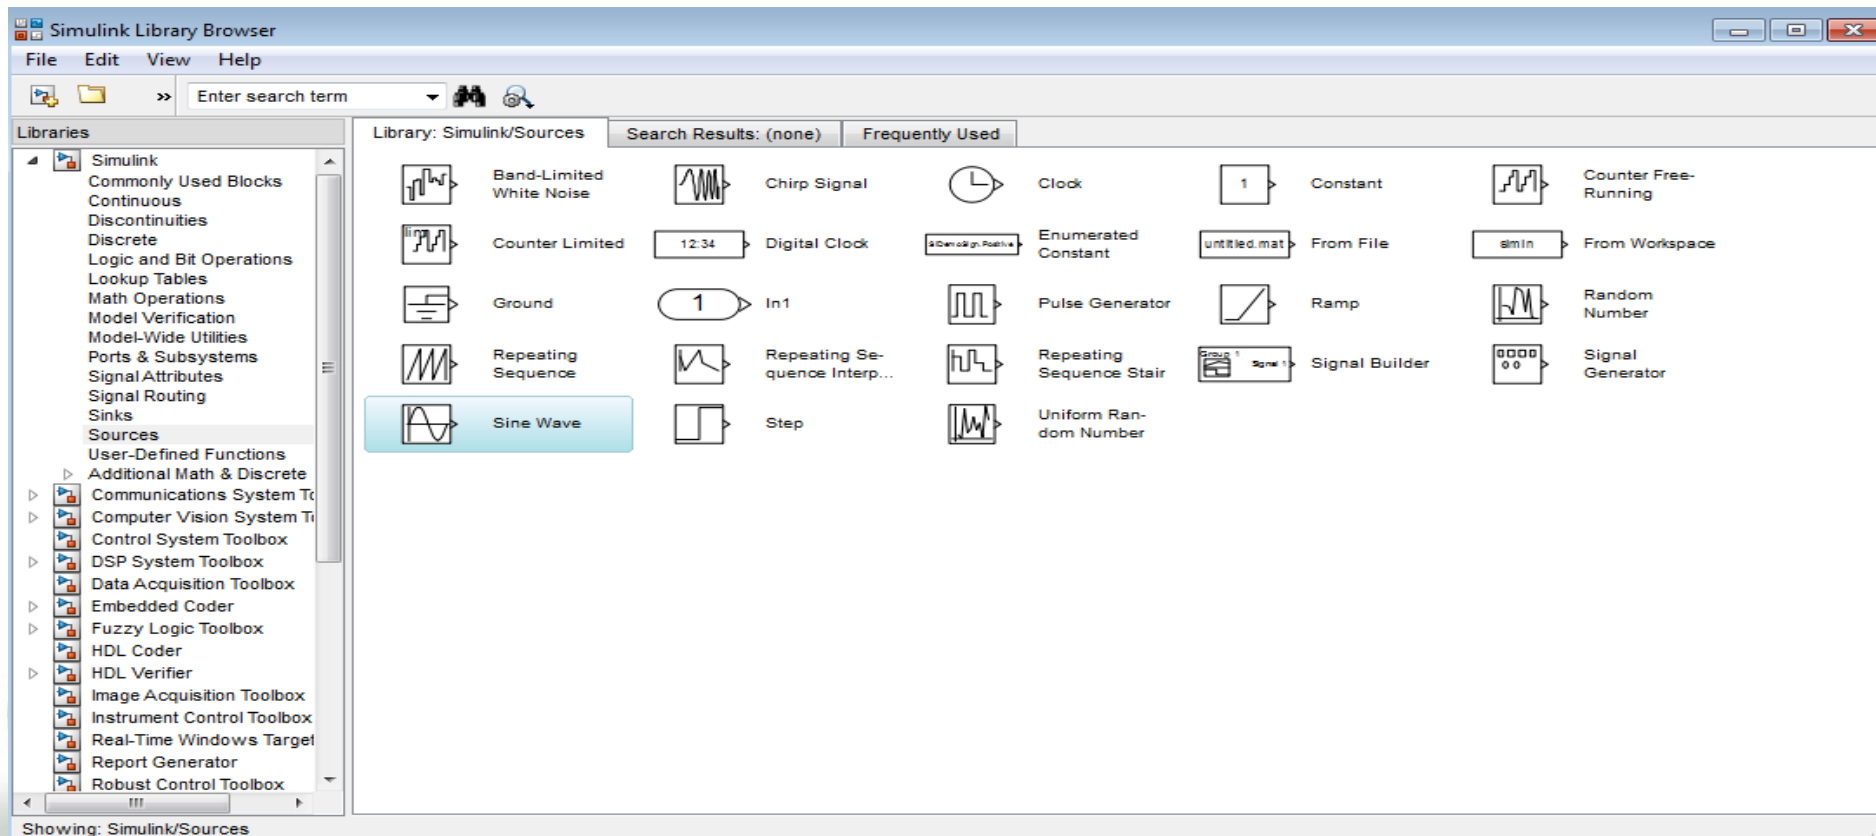 Simulink Library Browser
File Edit View Help
» Enter search term
Libraries
Simulink
Commonly Used Blocks
Continuous
Discontinuities
Discrete
Logic and Bit Operations
Lookup Tables
Math Operations
Model Verification
Model-Wide Utilities
Ports & Subsystems
Signal Attributes
Signal Routing
Sinks
Sources
User-Defined Functions
Additional Math & Discrete
Communications System To
Computer Vision System To
Control System Toolbox
DSP System Toolbox
Data Acquisition Toolbox
Embedded Coder
Fuzzy Logic Toolbox
HDL Coder
HDL Verifier
Image Acquisition Toolbox
Instrument Control Toolbox
Real-Time Windows Target
Report Generator
Robust Control Toolbox
Library: Simulink/Sources Search Results: (none) Frequently Used
Band-Limited
White Noise
Chirp Signal
Clock
1 Constant
Counter Free-
Running
lim Counter Limited
12:34 Digital Clock
Enumerated
Constant
untitled.mat From File
simin From Workspace
Ground
1 In1
Pulse Generator
Ramp
Random
Number
Repeating
Sequence
Repeating Se-
quence Interp...
Repeating
Sequence Stair
Group 1
Signal 1 Signal Builder
Signal
Generator
Sine Wave
Step
Uniform Ran-
dom Number
Showing: Simulink/Sources